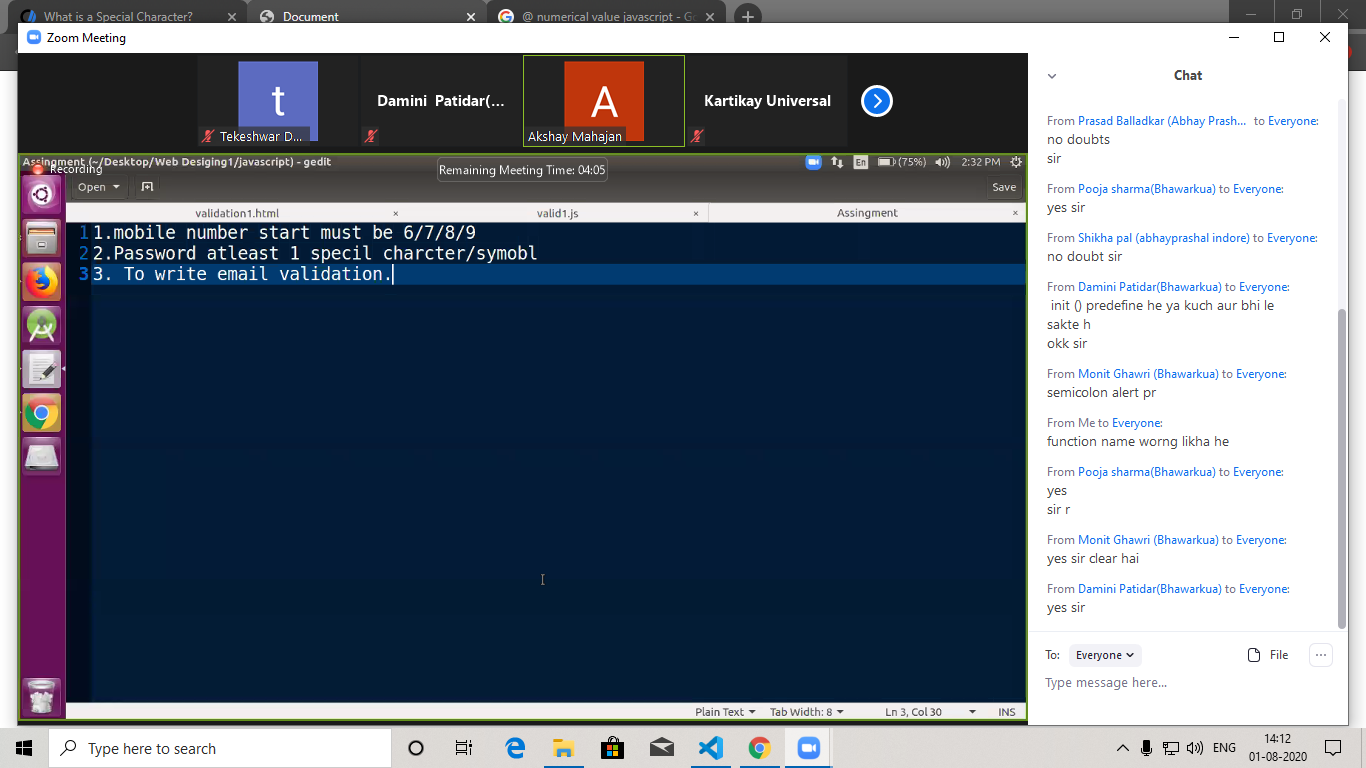 What is a Special Character?
Document
@ numerical value javascript - Go
Zoom Meeting
t
Tekeshwar D...
Damini Patidar(...
A
Akshay Mahajan
Kartikay Universal
Assingment (~/Desktop/Web Desiging1/javascript) - gedit
Recording
Remaining Meeting Time: 04:05
En
(75%)
2:32 PM
Open
Save
validation1.html
valid1.js
Assingment
1 1.mobile number start must be 6/7/8/9
2 2.Password atleast 1 specil charcter/symobl
3 3. To write email validation.
Plain Text
Tab Width: 8
Ln 3, Col 30
INS
Chat
From Prasad Balladkar (Abhay Prash... to Everyone:
no doubts
sir
From Pooja sharma(Bhawarkua) to Everyone:
yes sir
From Shikha pal (abhayprashal indore) to Everyone:
no doubt sir
From Damini Patidar(Bhawarkua) to Everyone:
init () predefine he ya kuch aur bhi le
sakte h
okk sir
From Monit Ghawri (Bhawarkua) to Everyone:
semicolon alert pr
From Me to Everyone:
function name worng likha he
From Pooja sharma(Bhawarkua) to Everyone:
yes
sir r
From Monit Ghawri (Bhawarkua) to Everyone:
yes sir clear hai
From Damini Patidar(Bhawarkua) to Everyone:
yes sir
To: Everyone
File
Type message here...
Type here to search
ENG
14:12
01-08-2020